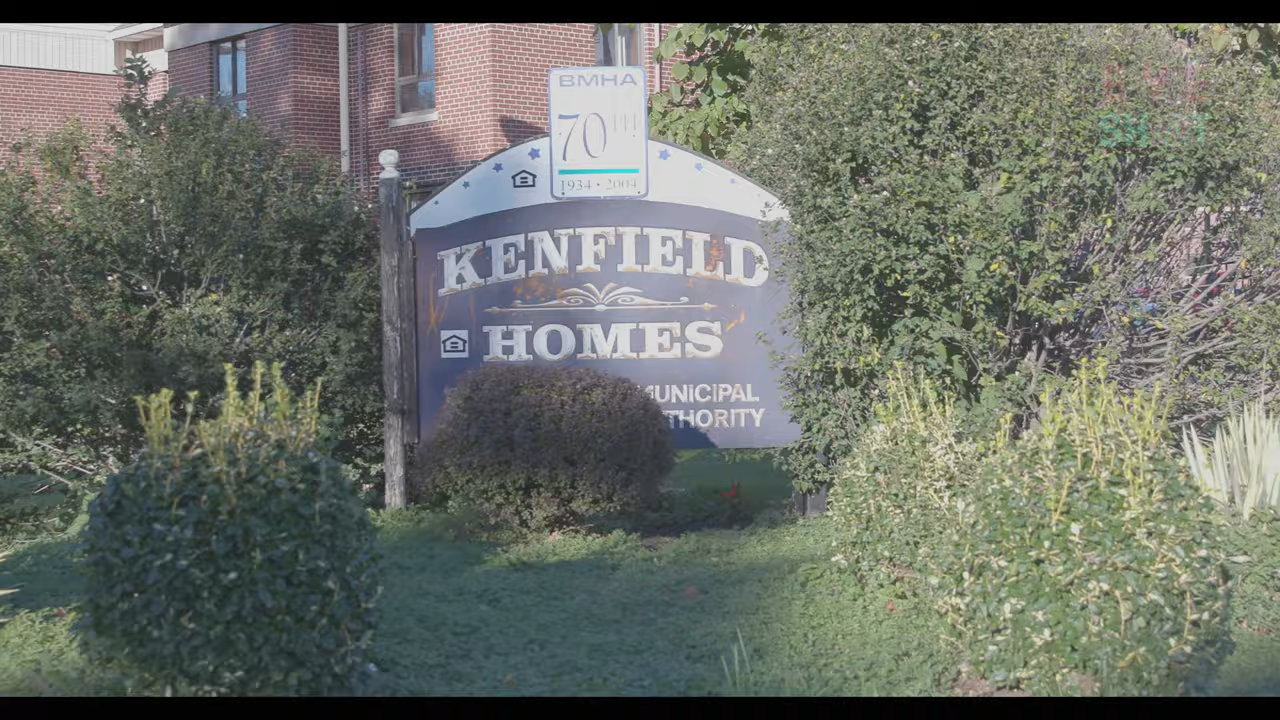 BMHA
70TH
1934 • 2004
KENFIELD
HOMES
MUNICIPAL
THORITY